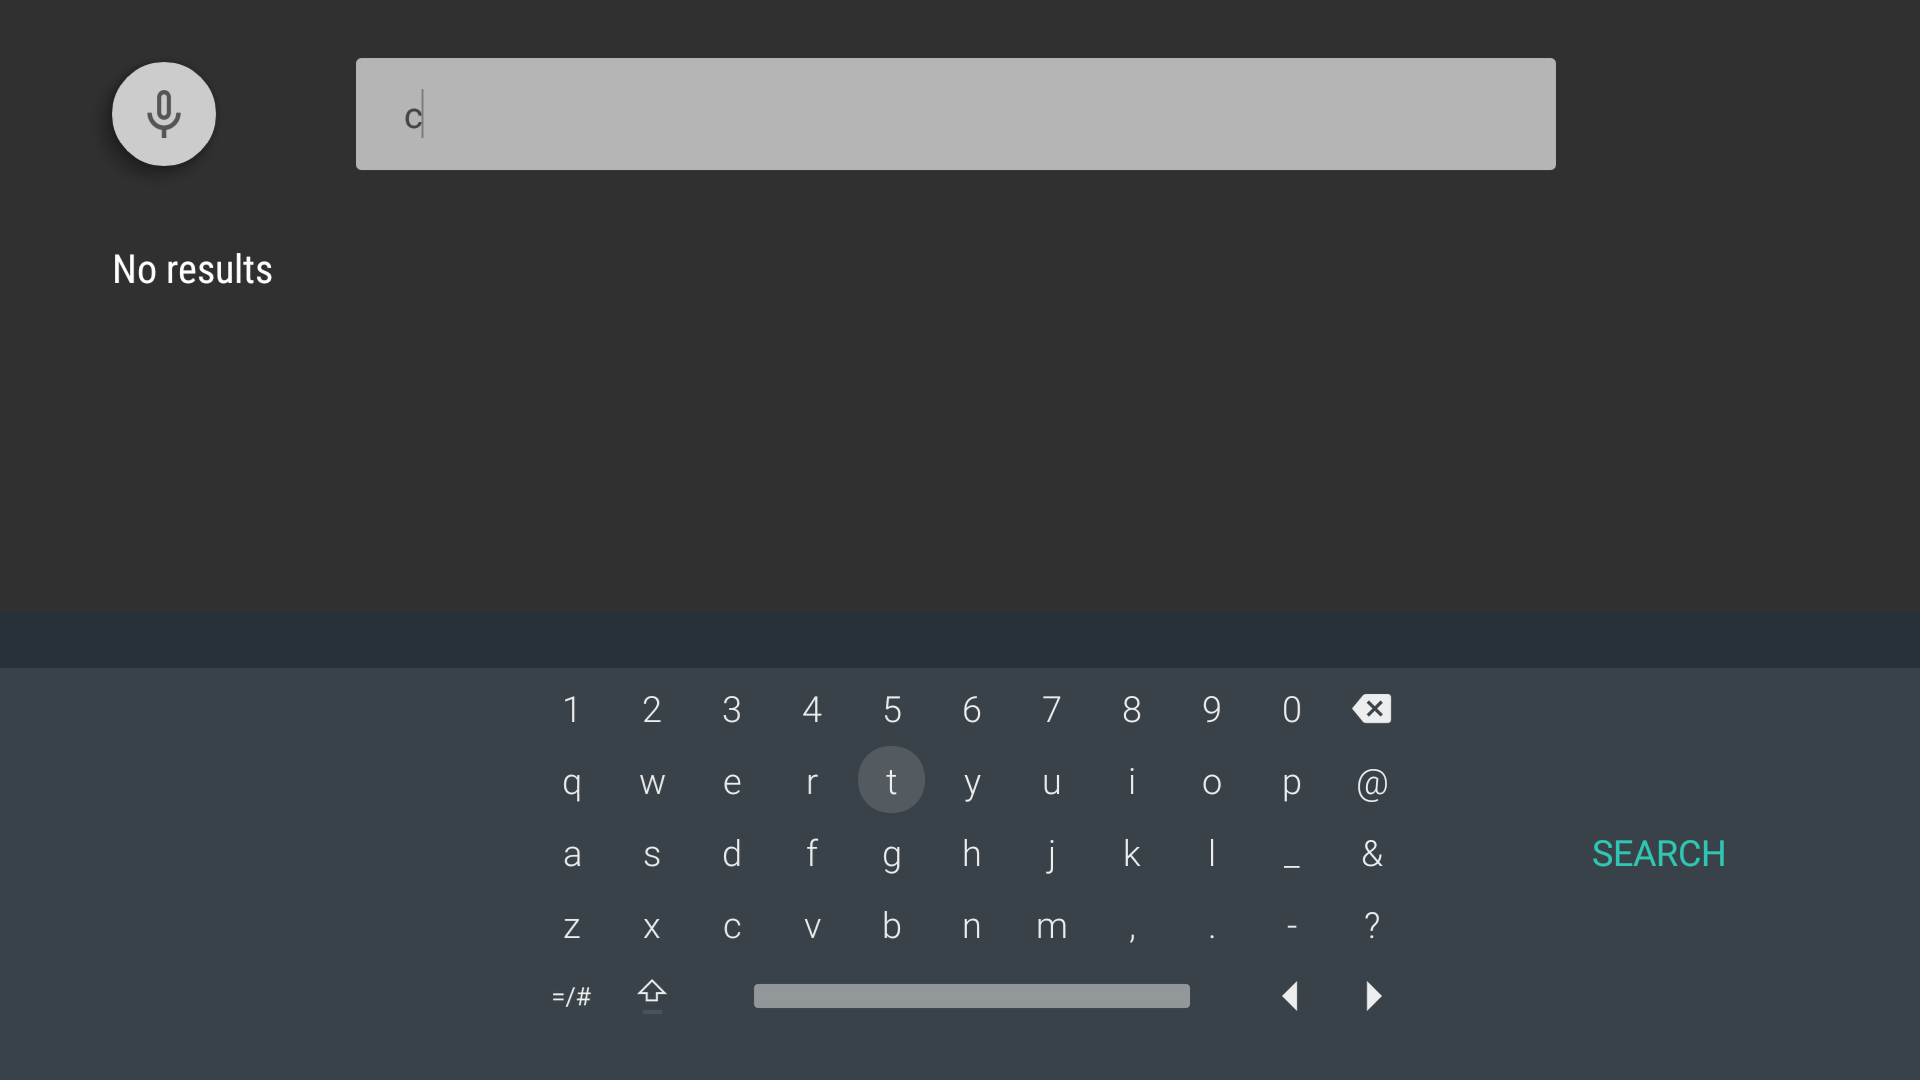 c
No results
1 2 3 4 5 6 7 8 9 0
q w e r t y u i o p @
a s d f g h j k l _ &
SEARCH
z x c v b n m , . - ?
=/#